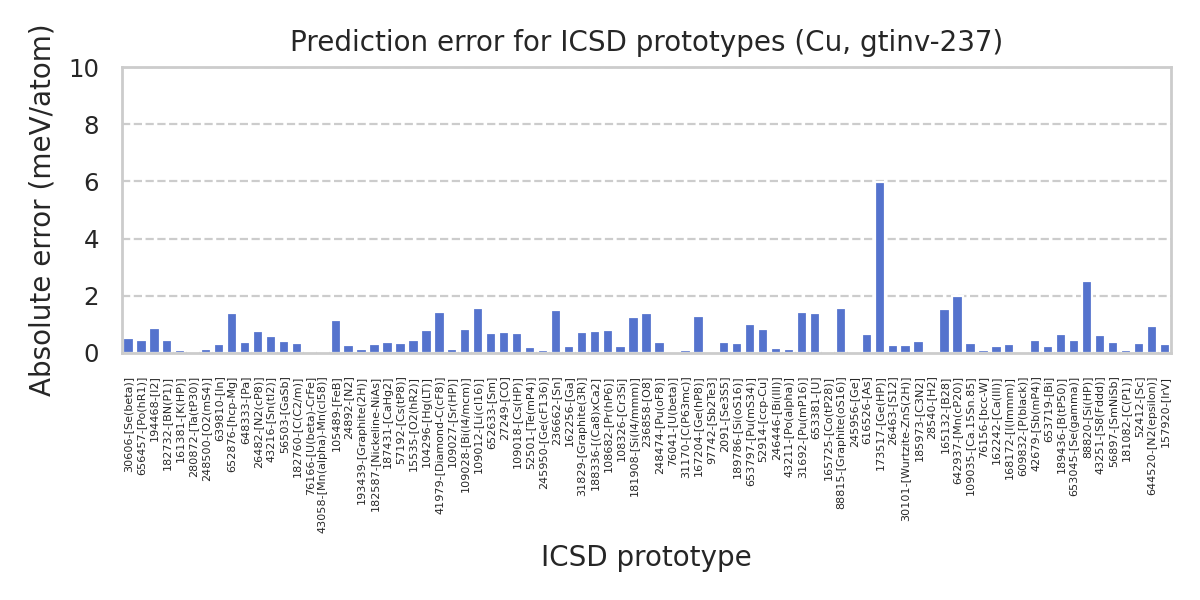 Prediction error for ICSD prototypes (Cu, gtinv-237)
Absolute error (meV/atom)
10
8
6
4
2
0
30606-[Se(beta)]
656457-[Po(hR1)]
194468-[I2]
182732-[BN(P1)]
161381-[K(HP)]
280872-[Ta(tP30)]
248500-[O2(mS4)]
639810-[In]
652876-[hcp-Mg]
648333-[Pa]
26482-[N2(cP8)]
43216-[Sn(tI2)]
56503-[GaSb]
182760-[C(C2/m)]
76166-[U(beta)-CrFe]
43058-[Mn(alpha)-Mn(cI58)]
1054899-[FeB]
24892-[N2]
193439-[Graphite(2H)]
182587-[Nickeline-NiAs]
187431-[CaHg2]
57192-[Cs(tP8)]
15535-[O2(hR2)]
104296-[Hg(LT)]
41979-[Diamond-C(cF8)]
109027-[Sr(HP)]
109028-[Bi(I4/mcm)]
109012-[Li(cI16)]
652633-[Sm]
27249-[CO]
109018-[Cs(HP)]
52501-[Te(mP4)]
245950-[Ge(cF136)]
236662-[Sn]
162256-[Ga]
31829-[Graphite(3R)]
188336-[(Ca8)xCa2]
108682-[Pr(hP6)]
108326-[Cr3Si]
181908-[Si(I4/mmm)]
236858-[O8]
248474-[Pu(oF8)]
76041-[U(beta)]
31170-[C(P63mc)]
167204-[Ge(hP8)]
97742-[Sb2Te3]
2091-[Se3S5]
189786-[Si(oS16)]
653797-[Pu(mS34)]
52914-[ccp-Cu]
246446-[Bi(III)]
43211-[Po(alpha)]
31692-[Pu(mP16)]
653381-[U]
165725-[Co(tP28)]
88815-[Graphite(oS16)]
245956-[Ge]
616526-[As]
173517-[Ge(HP)]
26463-[S12]
30101-[Wurtzite-ZnS(2H)]
185973-[C3N2]
28540-[H2]
165132-[B28]
642937-[Mn(cP20)]
109035-[Ca.15Sn.85]
76156-[bcc-W]
162242-[Ca(III)]
168172-[I(Immm)]
609832-[P(black)]
42679-[Sb(mP4)]
653719-[Bi]
189436-[B(tP50)]
653045-[Se(gamma)]
88820-[Si(HP)]
43251-[S8(Fddd)]
56897-[SmNiSb]
181082-[C(P1)]
52412-[Sc]
644520-[N2(epsilon)]
157920-[IrV]
ICSD prototype